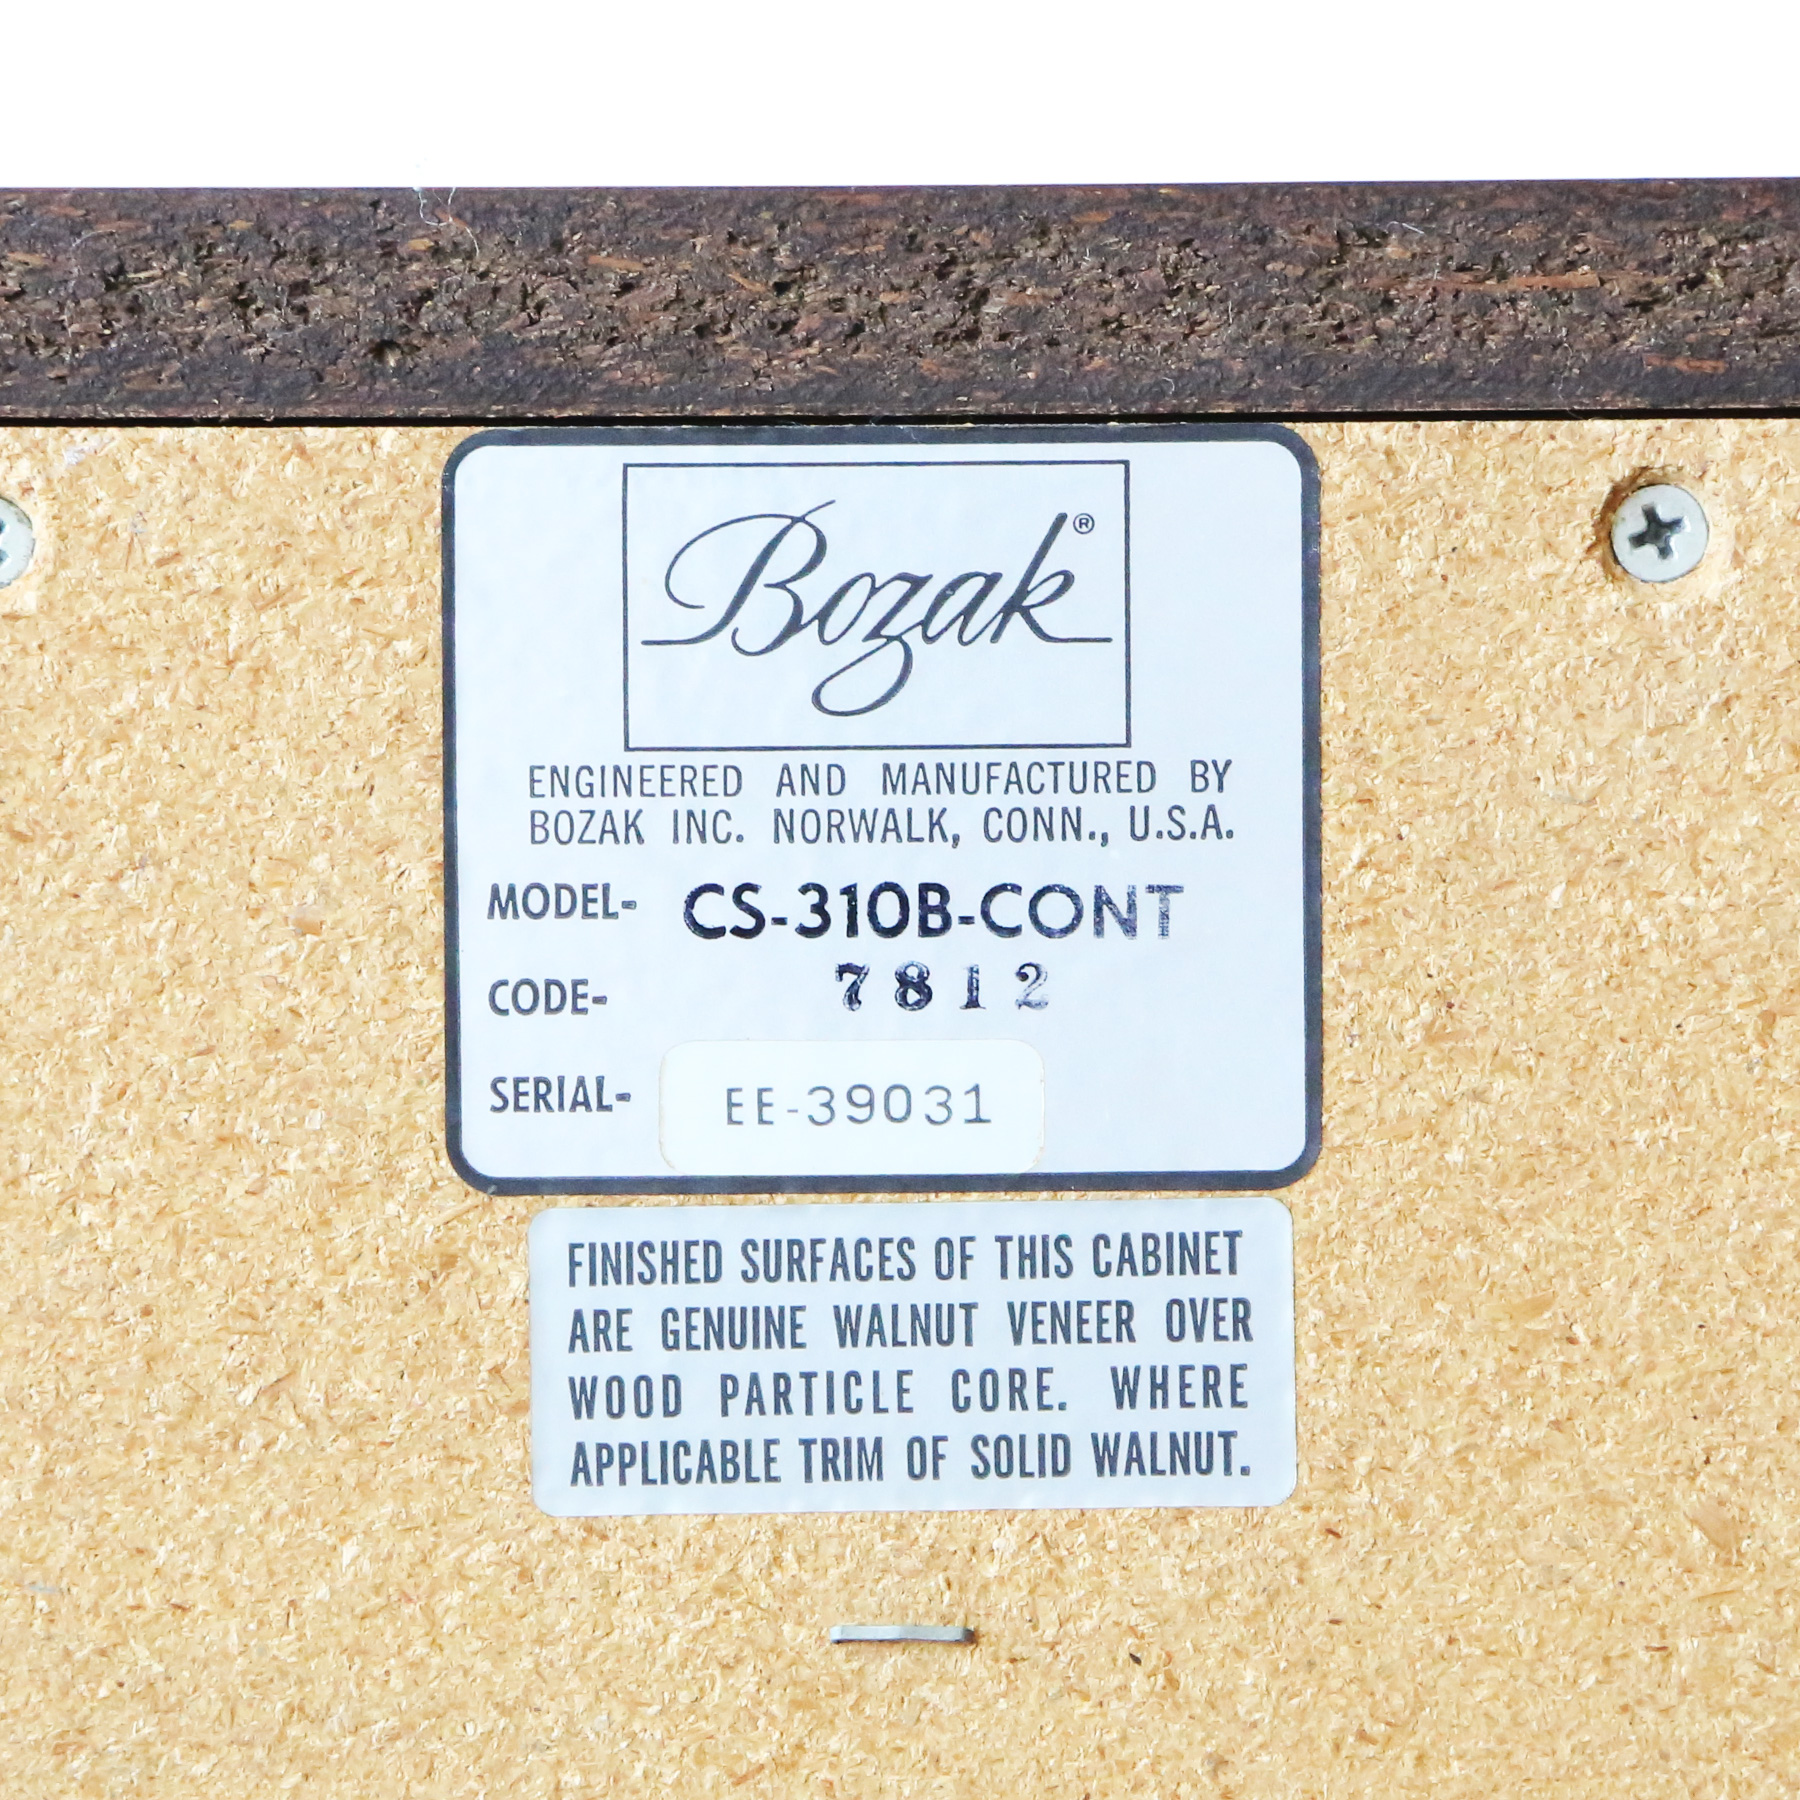 Bozak®
ENGINEERED AND MANUFACTURED BY
BOZAK INC. NORWALK, CONN., U.S.A.
MODEL- CS-310B-CONT
CODE- 7812
SERIAL- EE-39031
FINISHED SURFACES OF THIS CABINET
ARE GENUINE WALNUT VENEER OVER
WOOD PARTICLE CORE. WHERE
APPLICABLE TRIM OF SOLID WALNUT.